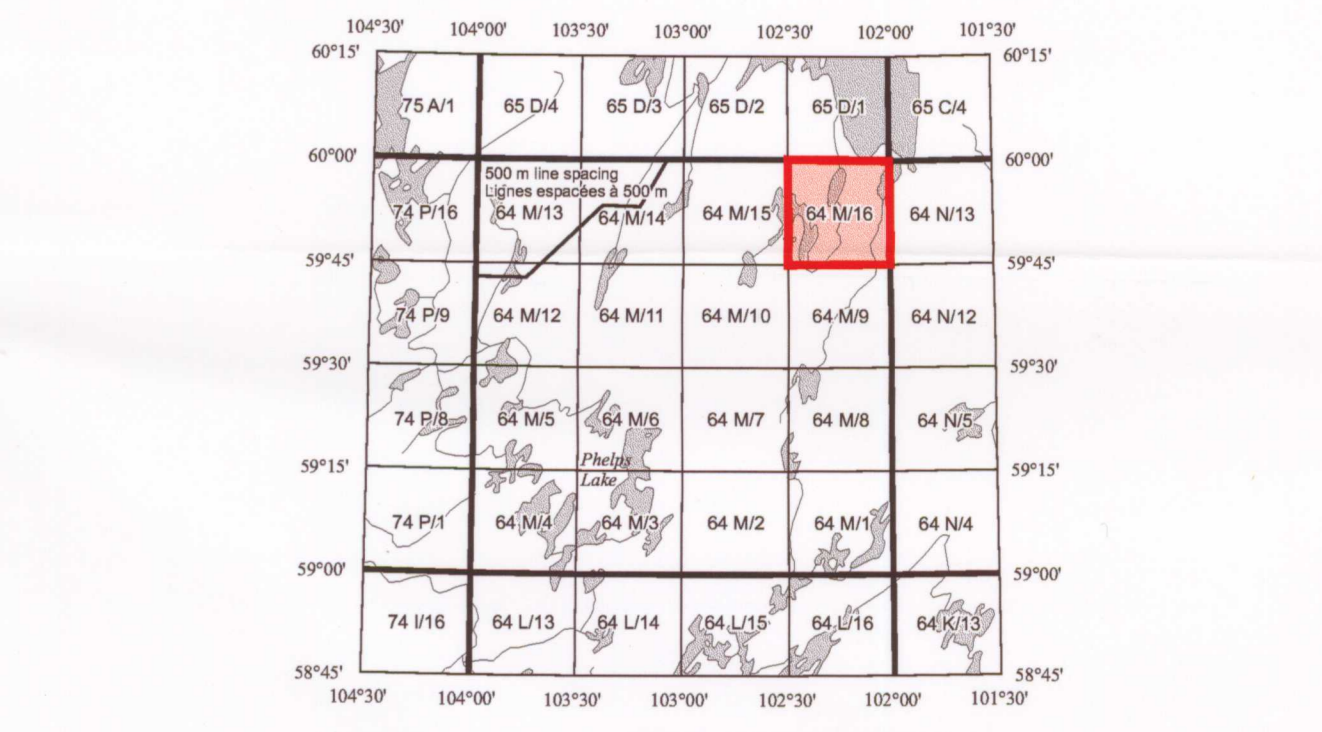 104°30' 104°00' 103°30' 103°00' 102°30' 102°00' 101°30'
60°15' 60°15'
75 A/1 65 D/4 65 D/3 65 D/2 65 D/1 65 C/4
60°00' 60°00'
500 m line spacing
Lignes espacées à 500 m
74 P/16 64 M/13 64 M/14 64 M/15 64 M/16 64 N/13
59°45' 59°45'
74 P/9 64 M/12 64 M/11 64 M/10 64 M/9 64 N/12
59°30' 59°30'
74 P/8 64 M/5 64 M/6 64 M/7 64 M/8 64 N/5
Phelps
Lake
59°15' 59°15'
74 P/1 64 M/4 64 M/3 64 M/2 64 M/1 64 N/4
59°00' 59°00'
74 I/16 64 L/13 64 L/14 64 L/15 64 L/16 64 K/13
58°45' 58°45'
104°30' 104°00' 103°30' 103°00' 102°30' 102°00' 101°30'